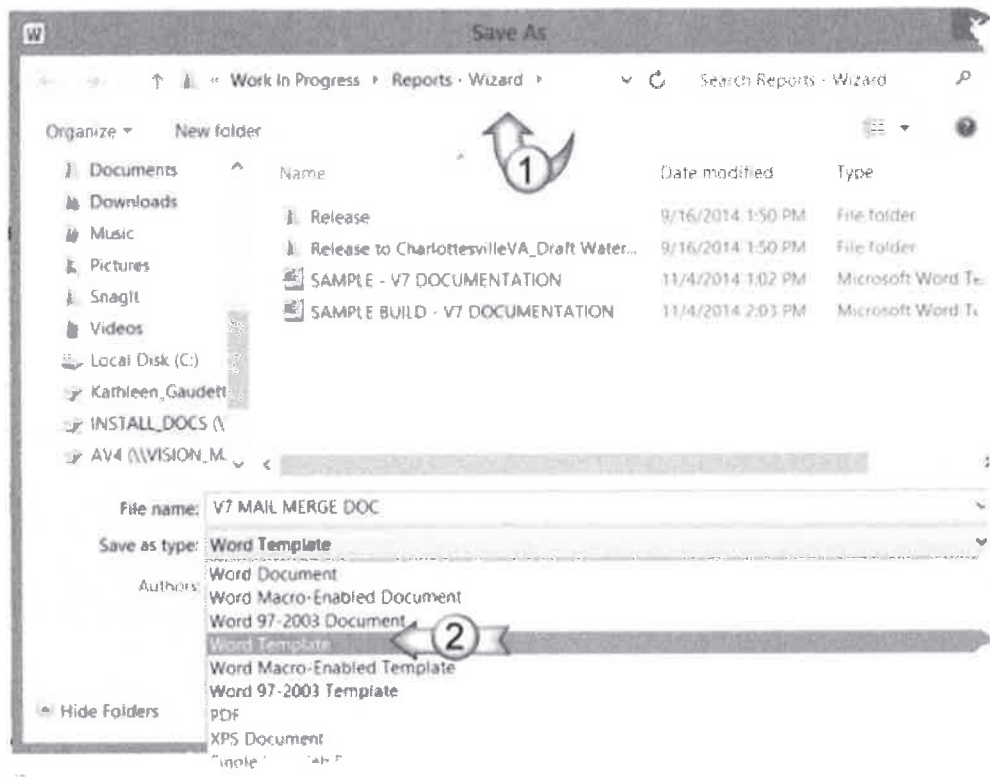 W Save As
« Work In Progress Reports - Wizard Search Reports - Wizard
Organize New folder
Name Date modified Type
Documents
Downloads
Music
Pictures
SnagIt
Videos
Local Disk (C:)
Kathleen_Gaudett
INSTALL_DOCS (\
AV4 (\\VISION_M.
Release 9/16/2014 1:50 PM File folder
Release to CharlottesvilleVA_Draft Water... 9/16/2014 1:50 PM File folder
SAMPLE - V7 DOCUMENTATION 11/4/2014 1:02 PM Microsoft Word Te
SAMPLE BUILD - V7 DOCUMENTATION 11/4/2014 2:03 PM Microsoft Word Te
1
File name: V7 MAIL MERGE DOC
Save as type: Word Template
Authors:
Word Document
Word Macro-Enabled Document
Word 97-2003 Document
Word Template
2
Word Macro-Enabled Template
Word 97-2003 Template
PDF
XPS Document
Hide Folders